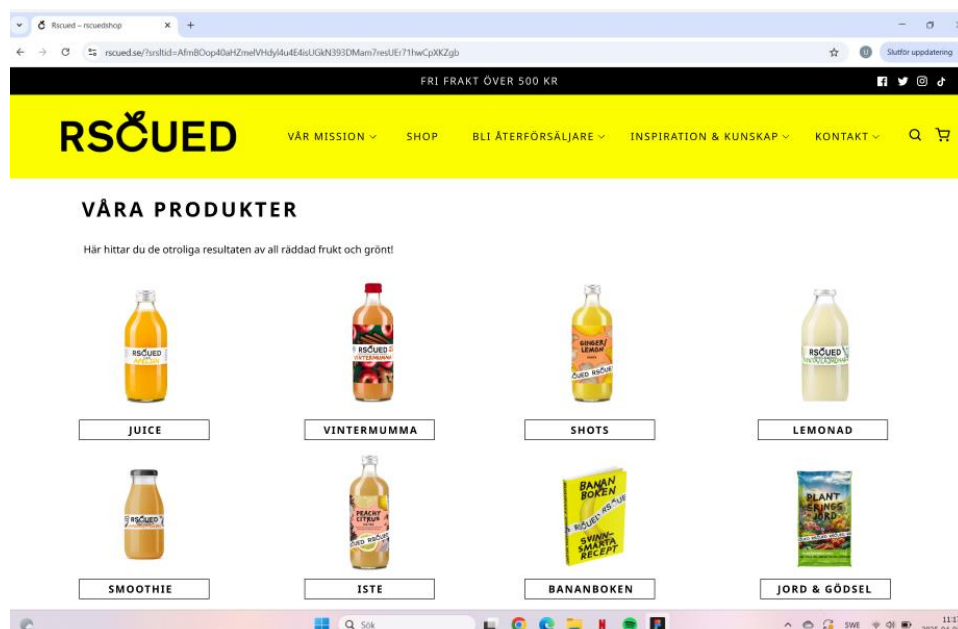 Rscued – rscuedshop
rscued.se/?srsltid=AfmBOop40aHZmelVHdyl4u4E4isUGkN393DMam7resUEr71hwCpXKZgb
Slutför uppdatering
FRI FRAKT ÖVER 500 KR
RSCUED
VÅR MISSION
SHOP
BLI ÅTERFÖRSÄLJARE
INSPIRATION & KUNSKAP
KONTAKT
VÅRA PRODUKTER
Här hittar du de otroliga resultaten av all räddad frukt och grönt!
RSCUED
RSCUED
VINTERMUMMA
GINGER/
LEMON
RSCUED
JUICE
VINTERMUMMA
SHOTS
LEMONAD
RSCUED
PEACHY
CITRUS
BANAN
BOKEN
RSCUED
SVINN-
SMARTA
RECEPT
PLANT
ERINGS
JORD
SMOOTHIE
ISTE
BANANBOKEN
JORD & GÖDSEL
Sök
SWE